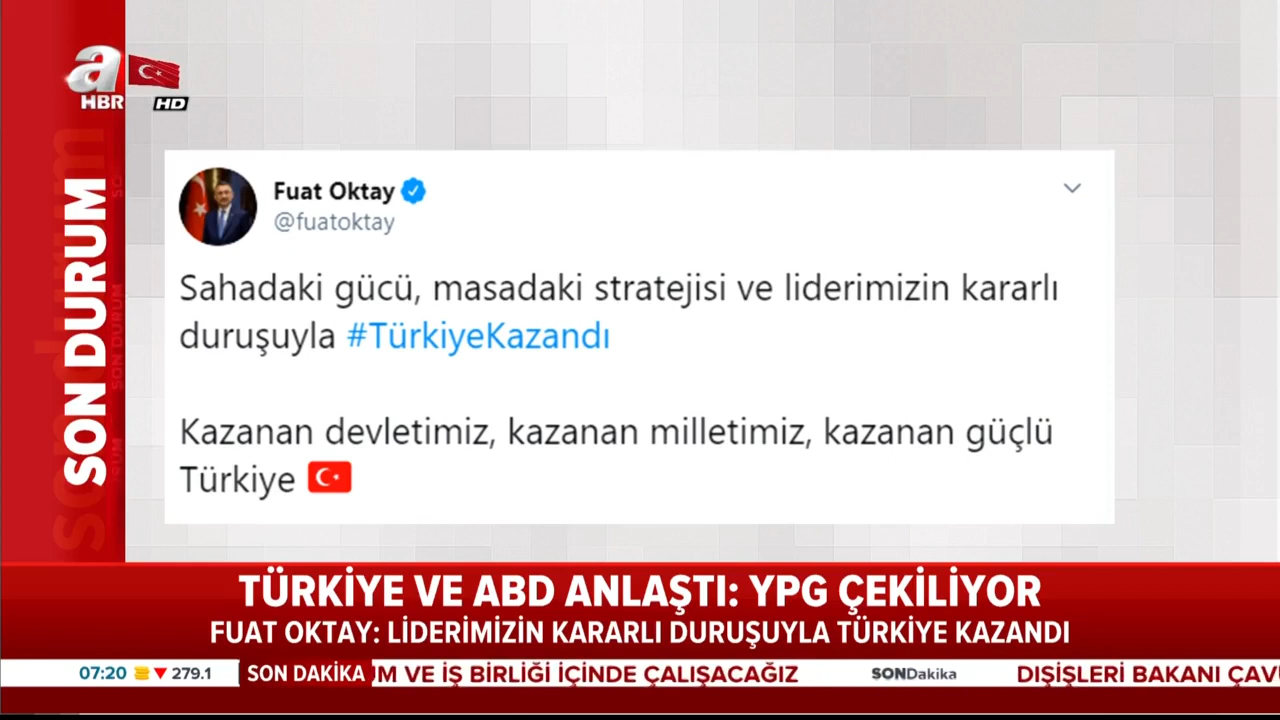 a
HBR
HD
SON DURUM
Fuat Oktay
@fuatoktay
Sahadaki gücü, masadaki stratejisi ve liderimizin kararlı
duruşuyla #TürkiyeKazandı
Kazanan devletimiz, kazanan milletimiz, kazanan güçlü
Türkiye
TÜRKİYE VE ABD ANLAŞTI: YPG ÇEKİLİYOR
FUAT OKTAY: LİDERİMİZİN KARARLI DURUŞUYLA TÜRKİYE KAZANDI
07:20 279.1 SON DAKİKA VE İŞ BİRLİĞİ İÇİNDE ÇALIŞACAĞIZ SONDakika DIŞİŞLERİ BAKANI